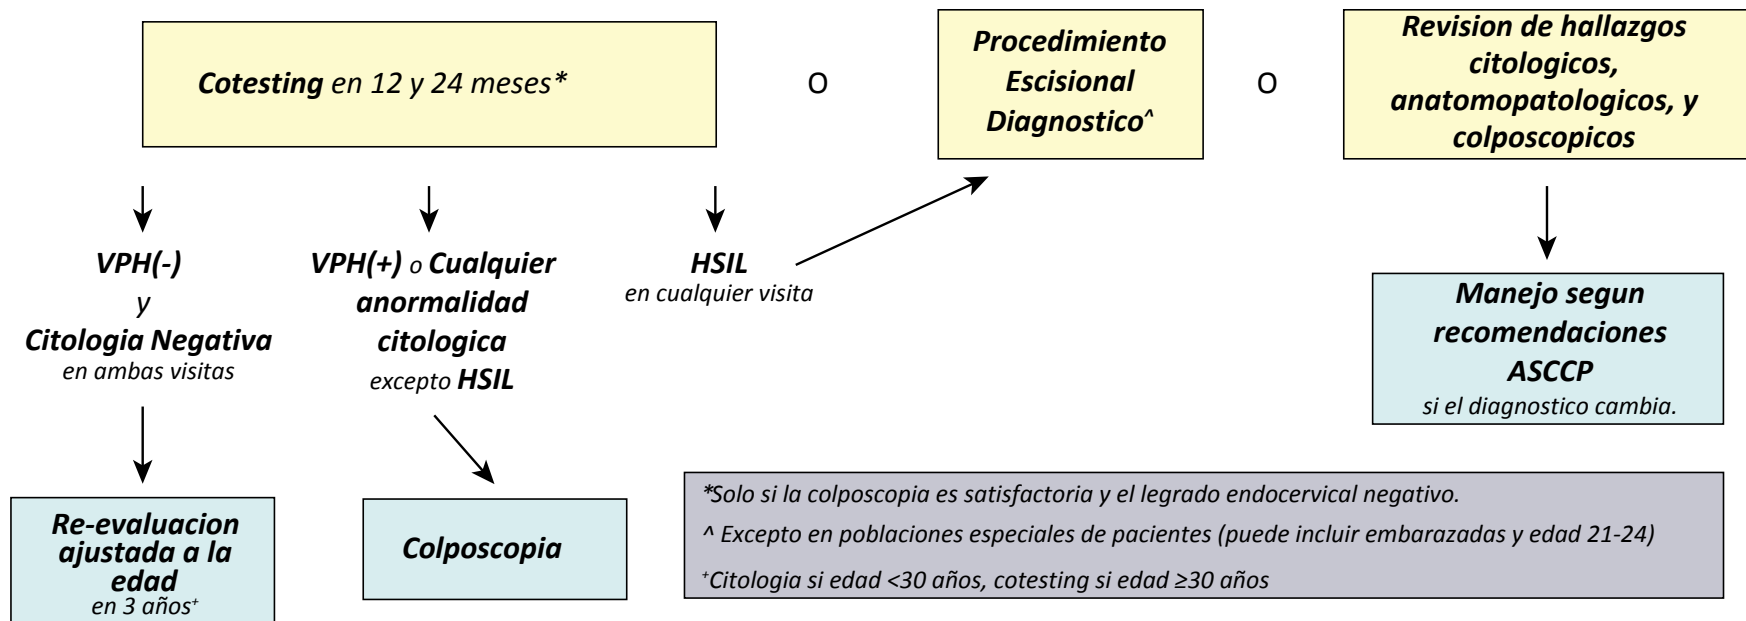 Cotesting en 12 y 24 meses*
O
Procedimiento
Escisional
Diagnostico^
O
Revision de hallazgos
citologicos,
anatomopatologicos, y
colposcopicos
VPH(-)
y
Citologia Negativa
en ambas visitas
VPH(+) o Cualquier
anormalidad
citologica
excepto HSIL
HSIL
en cualquier visita
Manejo segun
recomendaciones
ASCCP
si el diagnostico cambia.
Re-evaluacion
ajustada a la
edad
en 3 años+
Colposcopia
*Solo si la colposcopia es satisfactoria y el legrado endocervical negativo.
^ Excepto en poblaciones especiales de pacientes (puede incluir embarazadas y edad 21-24)
+Citologia si edad <30 años, cotesting si edad ≥30 años